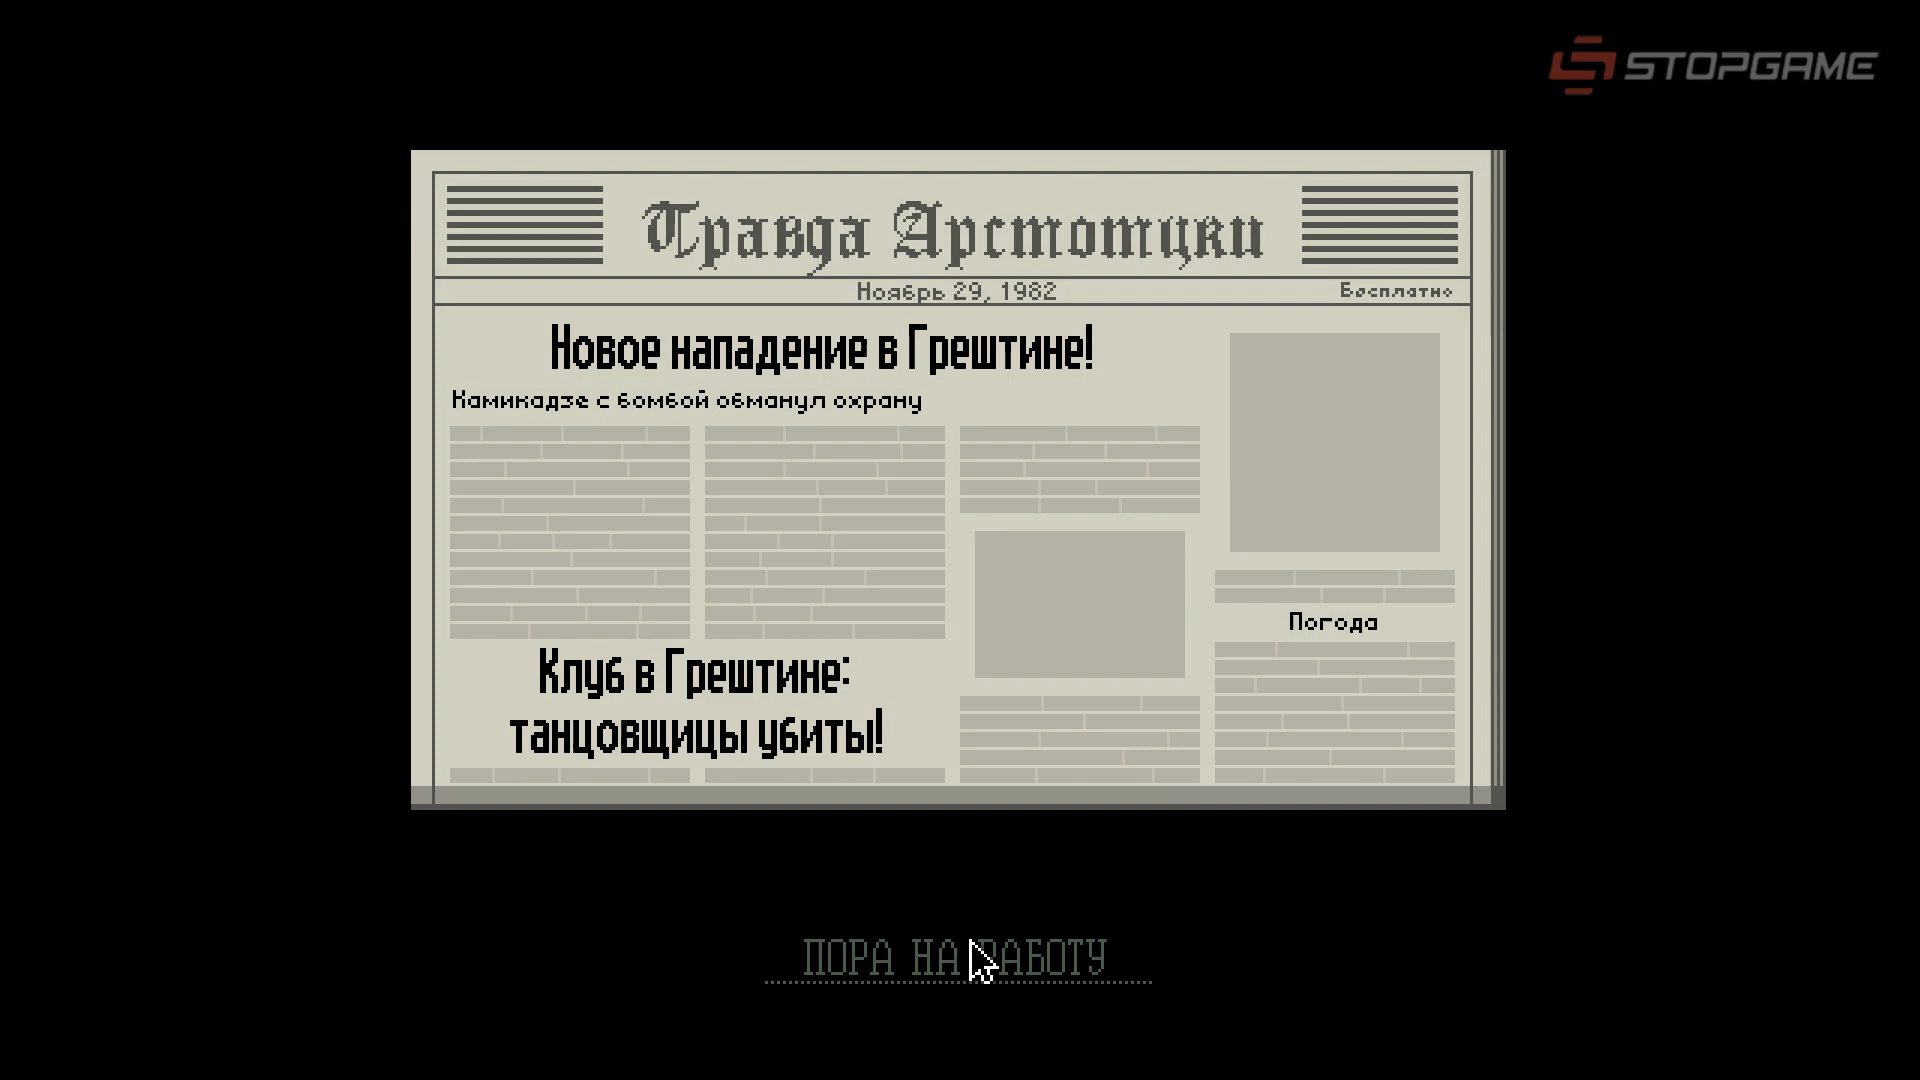 STOPGAME
Правда Арстотцки
Ноябрь 29, 1982
Бесплатно
Новое нападение в Грештине!
Камикадзе с бомбой обманул охрану
Погода
Клуб в Грештине:
танцовщицы убиты!
ПОРА НА РАБОТУ